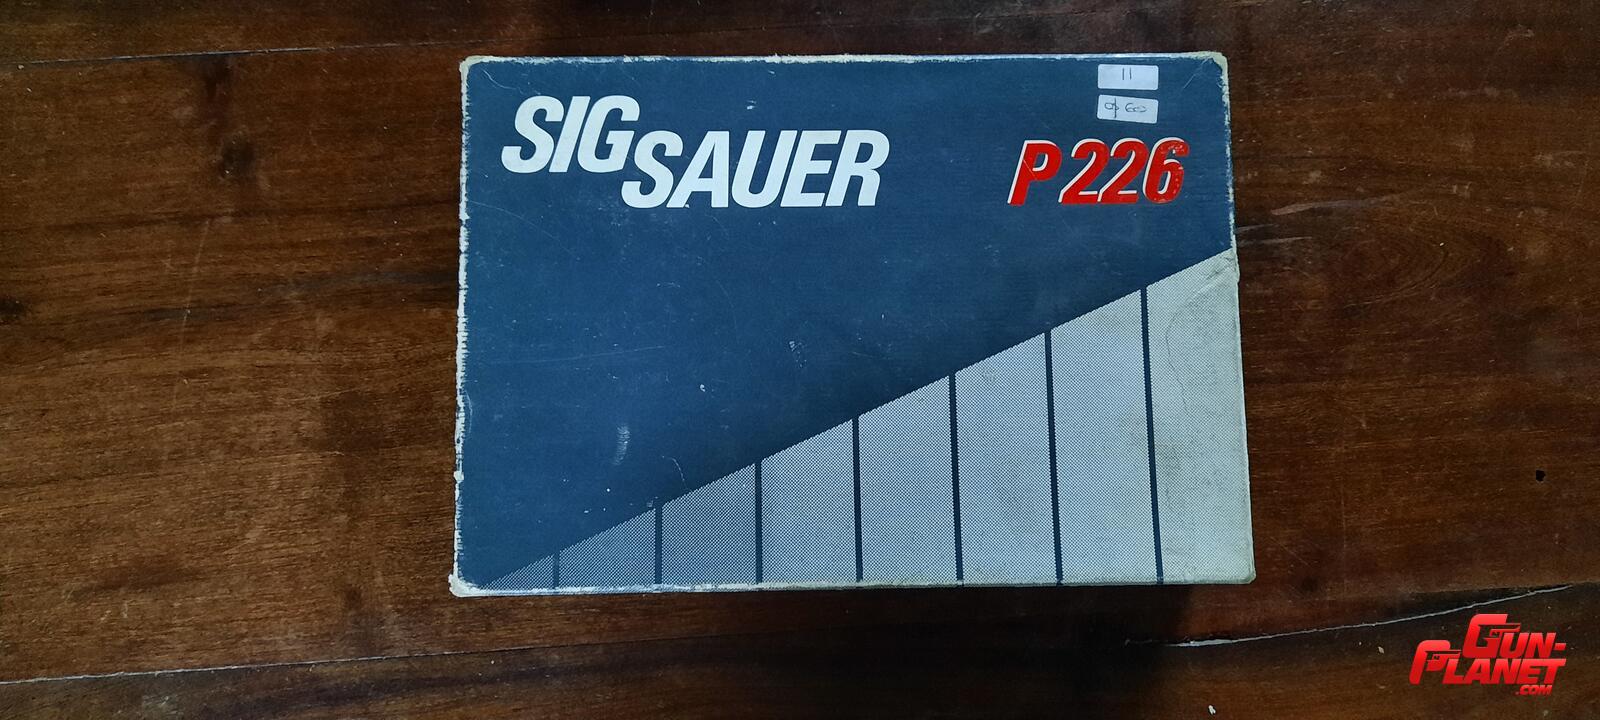 11
SIG
SAUER
P226
GUN-
PLANET
.COM